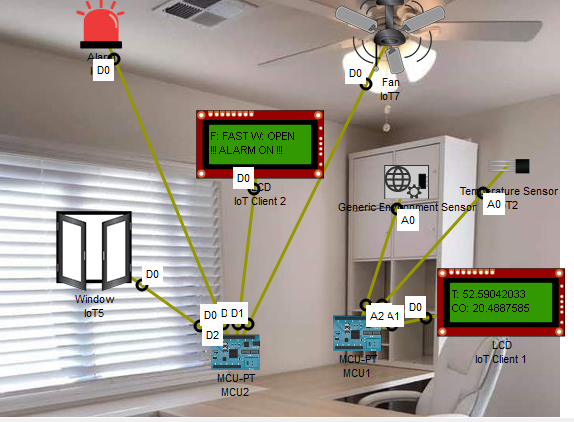 Alarm
D0
D0
Fan
IoT7
F: FAST W: OPEN
!!! ALARM ON !!!
D0
LCD
IoT Client 2
Generic Environment Sensor
A0
Temperature Sensor
A0
Window
IoT5
D0
D0
D
D1
D2
MCU-PT
MCU2
A2
A1
D0
MCU-PT
MCU1
T: 52.59042033
CO: 20.4887585
LCD
IoT Client 1